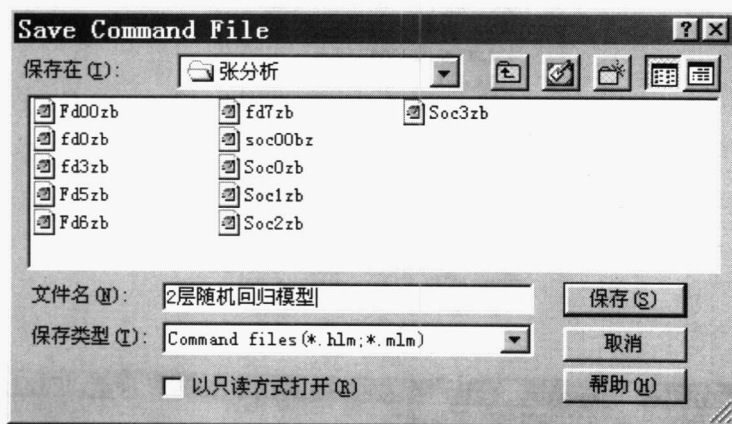 Save Command File
保存在(I): 张分析
Fd00zb fd7zb Soc3zb
fd0zb soc00bz
fd3zb Soc0zb
Fd5zb Soc1zb
Fd6zb Soc2zb
文件名(N): 2层随机回归模型 保存(S)
保存类型(T): Command files(*.hlm;*.mlm) 取消
以只读方式打开(R) 帮助(H)